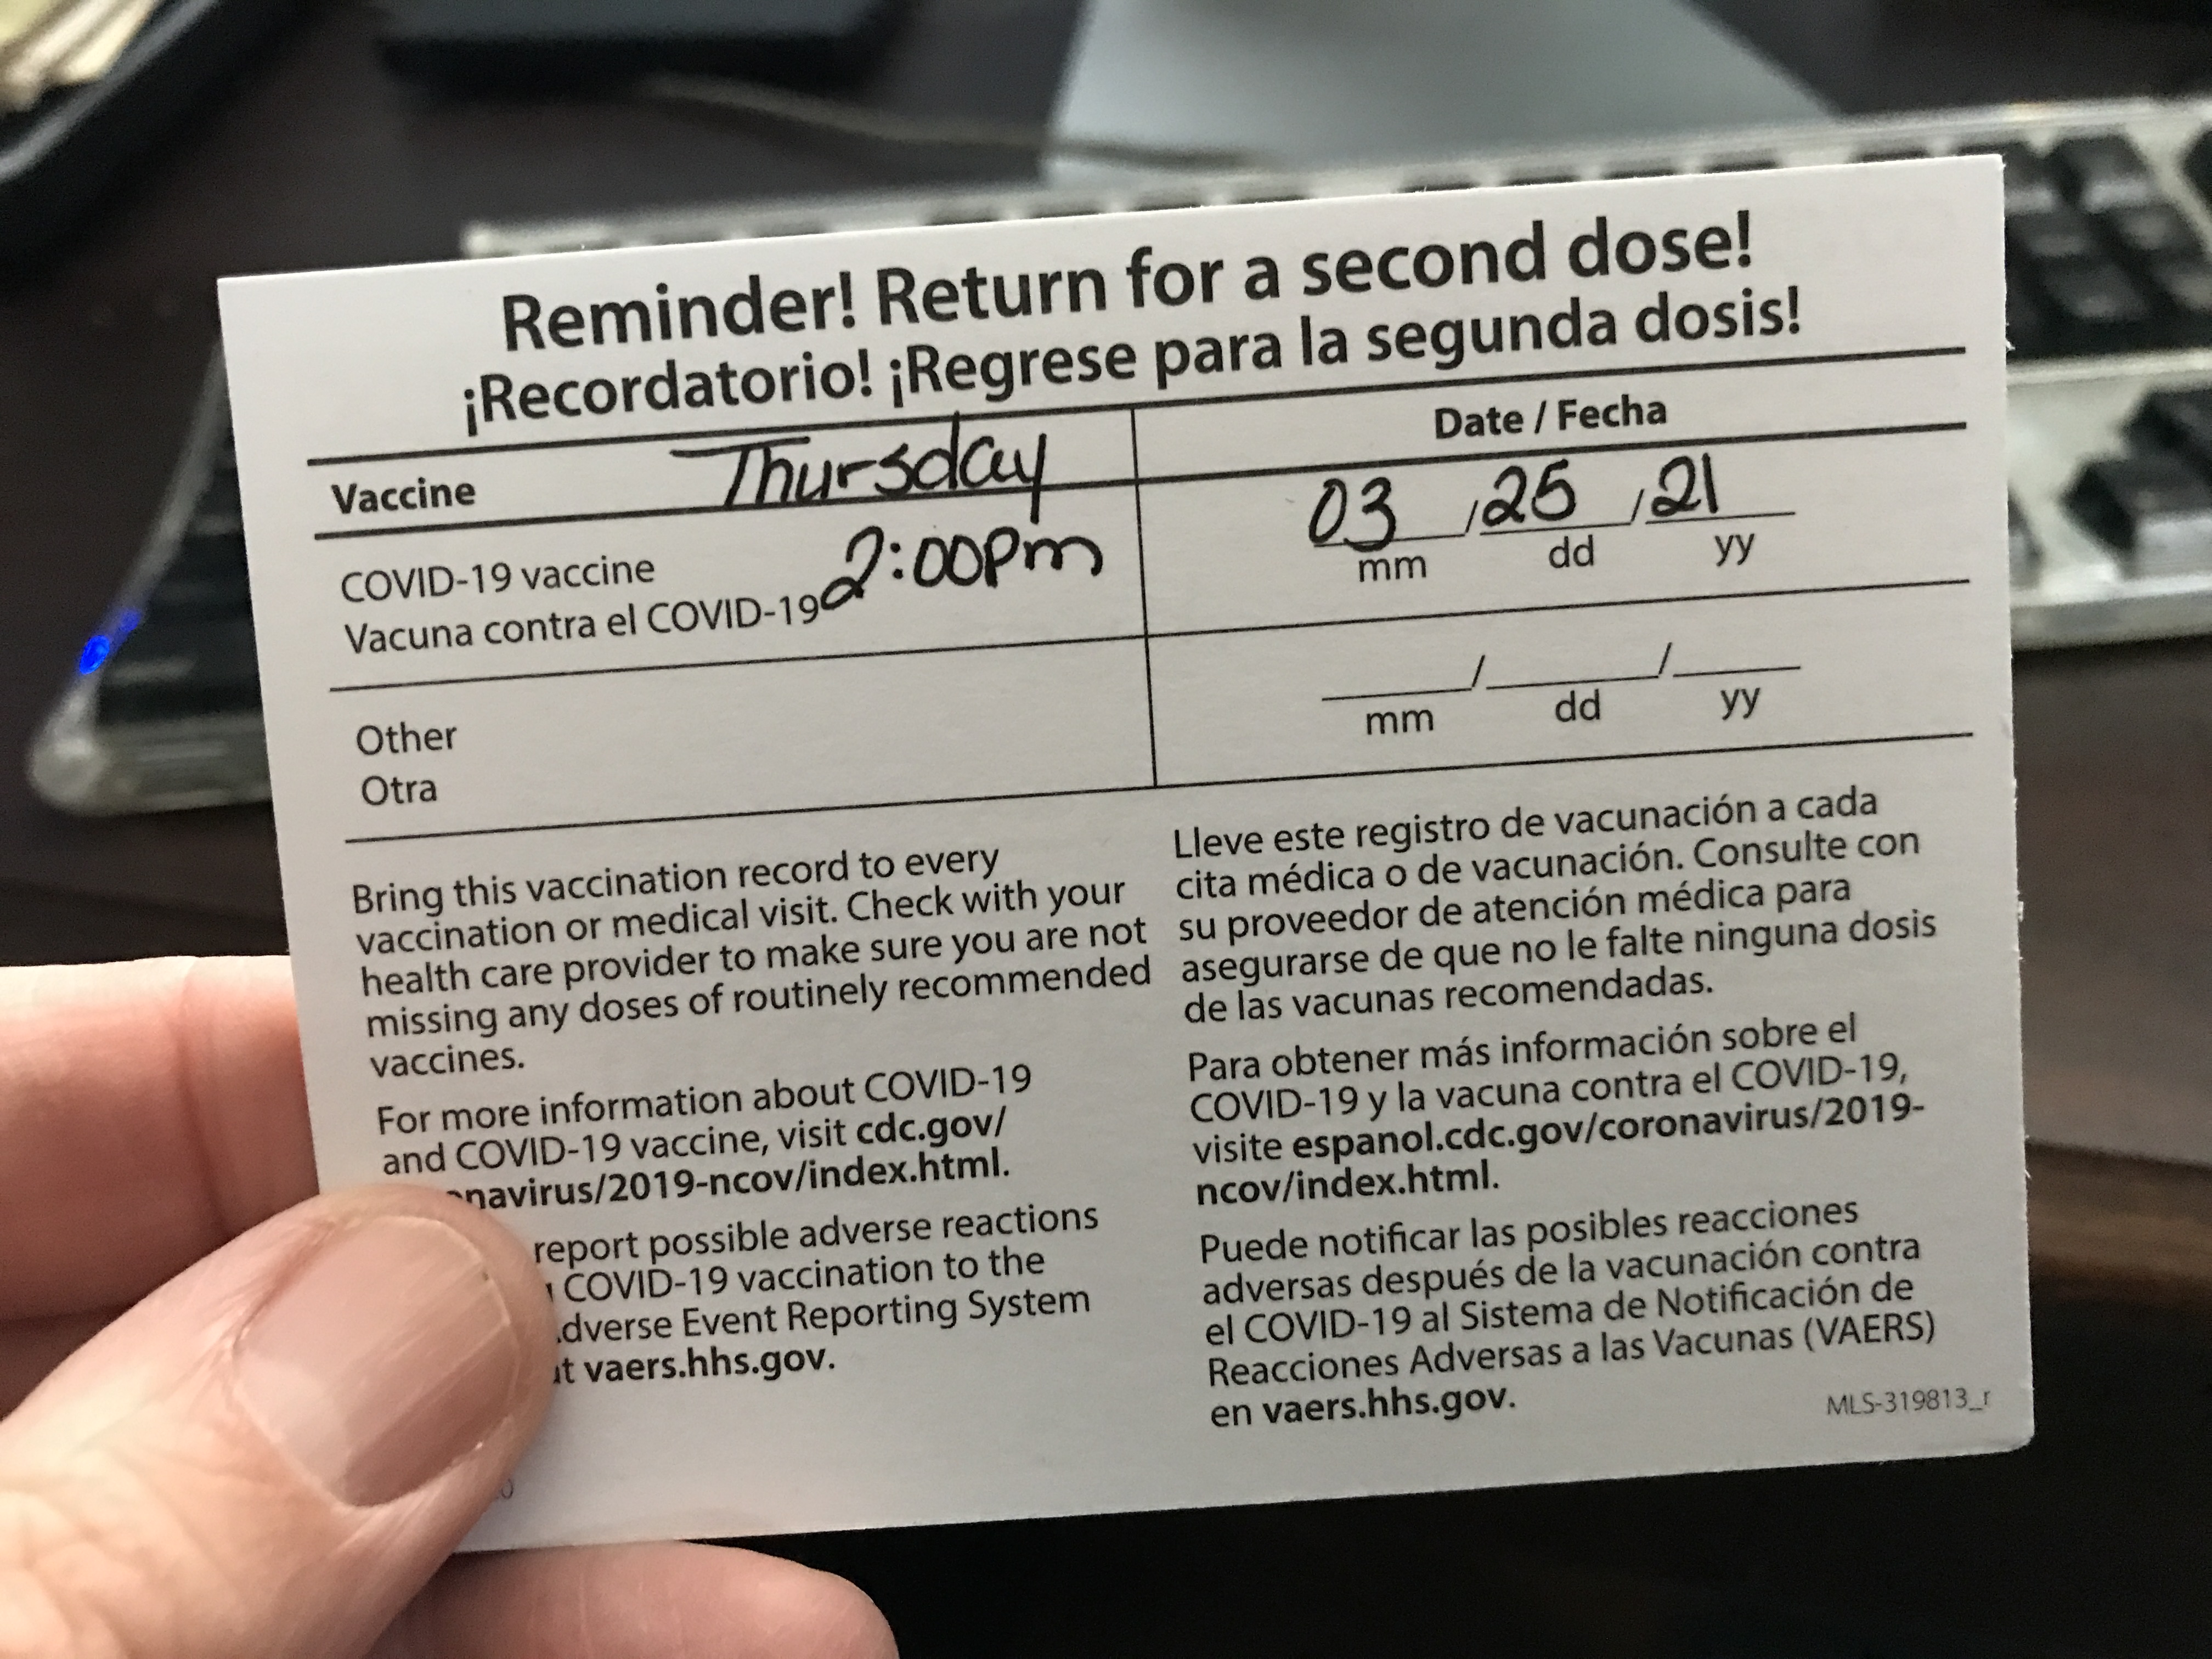 Reminder! Return for a second dose!
¡Recordatorio! ¡Regrese para la segunda dosis!
Vaccine Thursday
Date / Fecha
COVID-19 vaccine
Vacuna contra el COVID-19 2:00pm
03 / 25 / 21
mm dd yy
Other
Otra
/ /
mm dd yy
Bring this vaccination record to every
vaccination or medical visit. Check with your
health care provider to make sure you are not
missing any doses of routinely recommended
vaccines.
For more information about COVID-19
and COVID-19 vaccine, visit cdc.gov/
onavirus/2019-ncov/index.html.
report possible adverse reactions
COVID-19 vaccination to the
dverse Event Reporting System
at vaers.hhs.gov.
Lleve este registro de vacunación a cada
cita médica o de vacunación. Consulte con
su proveedor de atención médica para
asegurarse de que no le falte ninguna dosis
de las vacunas recomendadas.
Para obtener más información sobre el
COVID-19 y la vacuna contra el COVID-19,
visite espanol.cdc.gov/coronavirus/2019-
ncov/index.html.
Puede notificar las posibles reacciones
adversas después de la vacunación contra
el COVID-19 al Sistema de Notificación de
Reacciones Adversas a las Vacunas (VAERS)
en vaers.hhs.gov.
MLS-319813_r